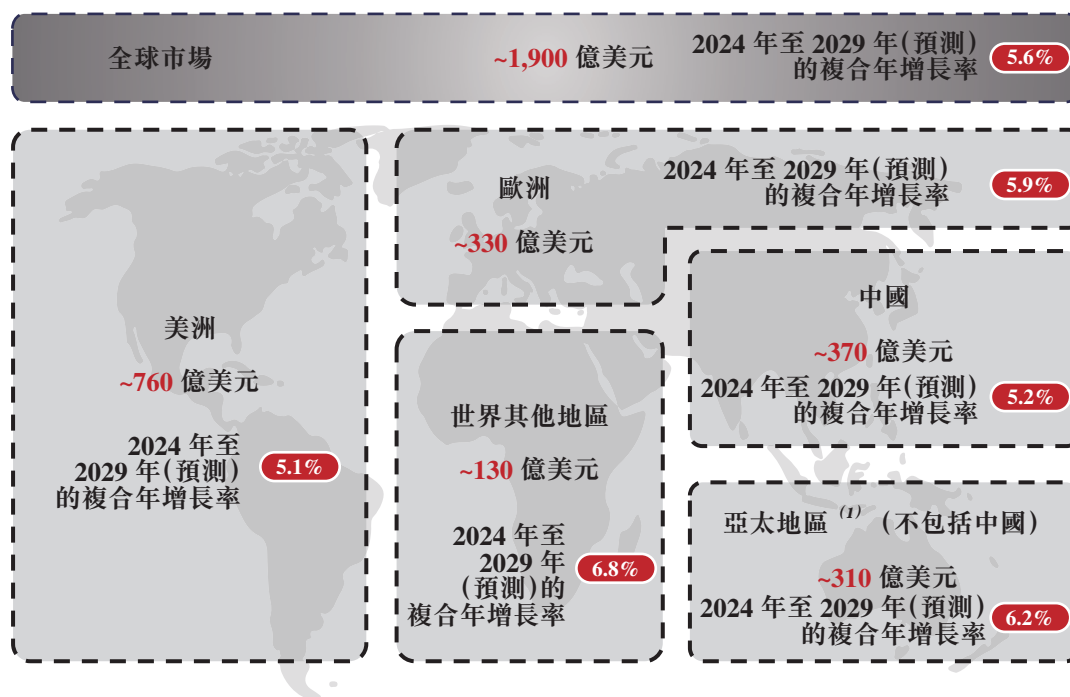 全球市場
~1,900 億美元
2024 年至 2029 年(預測)
的複合年增長率
5.6%
美洲
~760 億美元
2024 年至
2029 年(預測)
的複合年增長率
5.1%
歐洲
~330 億美元
2024 年至 2029 年(預測)
的複合年增長率
5.9%
世界其他地區
~130 億美元
2024 年至
2029 年
(預測)的
複合年增長率
6.8%
中國
~370 億美元
2024 年至 2029 年(預測)
的複合年增長率
5.2%
亞太地區 (1) (不包括中國)
~310 億美元
2024 年至 2029 年(預測)
的複合年增長率
6.2%